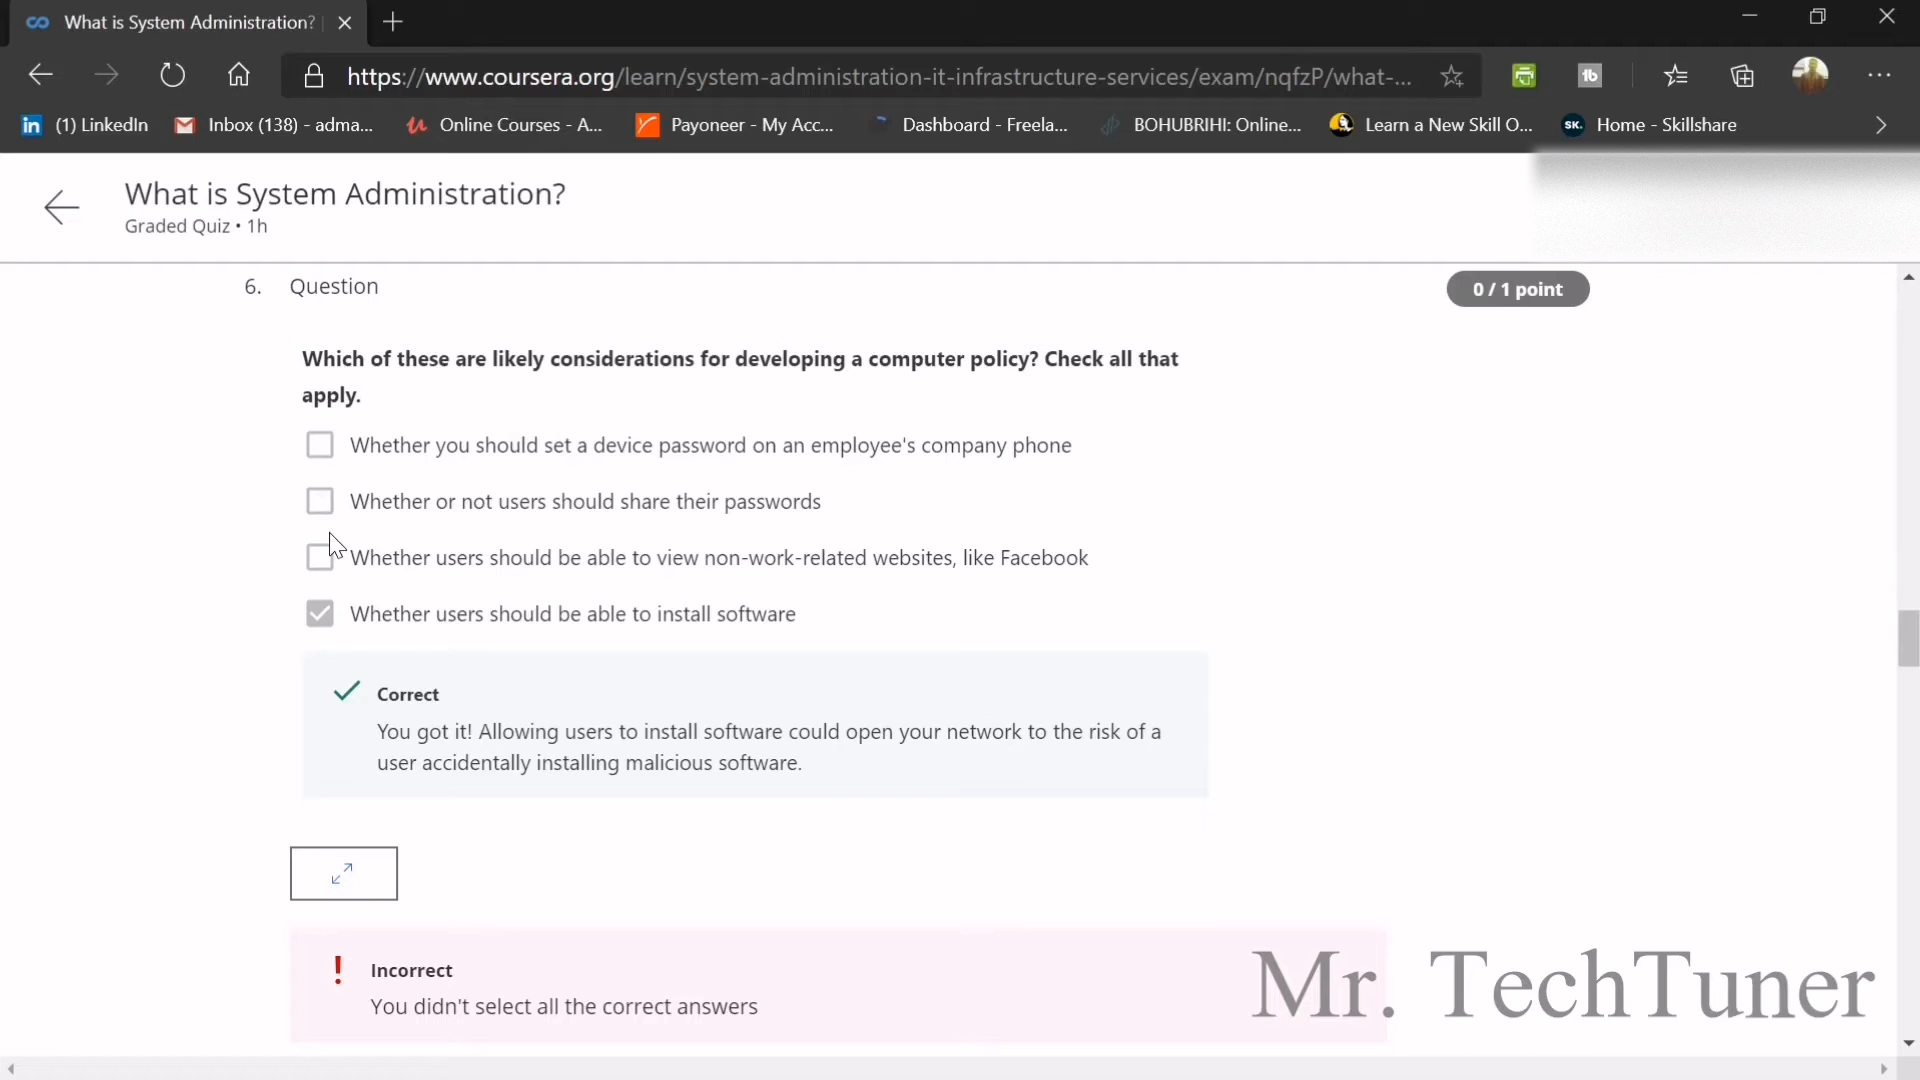 What is System Administration?
https://www.coursera.org/learn/system-administration-it-infrastructure-services/exam/nqfzP/what-...
(1) LinkedIn
Inbox (138) - adma...
Online Courses - A...
Payoneer - My Acc...
Dashboard - Freela...
BOHUBRIHI: Online...
Learn a New Skill O...
SK.
Home - Skillshare
What is System Administration?
Graded Quiz • 1h
6. Question
0 / 1 point
Which of these are likely considerations for developing a computer policy? Check all that
apply.
Whether you should set a device password on an employee's company phone
Whether or not users should share their passwords
Whether users should be able to view non-work-related websites, like Facebook
Whether users should be able to install software
Correct
You got it! Allowing users to install software could open your network to the risk of a
user accidentally installing malicious software.
Incorrect
You didn't select all the correct answers
Mr. TechTuner